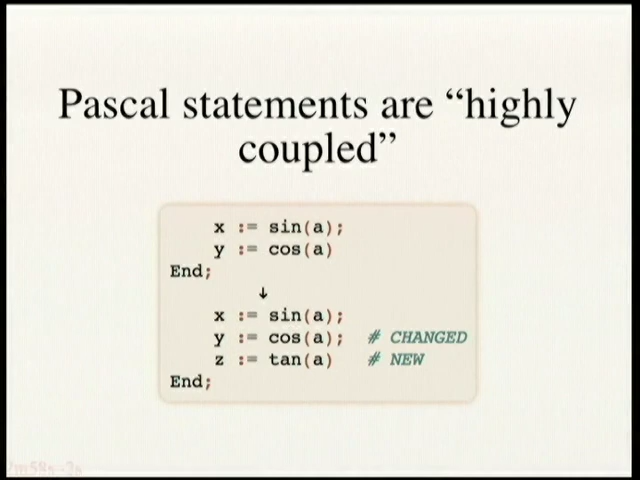 Pascal statements are “highly
coupled”
x := sin(a);
y := cos(a)
End;
↓
x := sin(a);
y := cos(a); # CHANGED
z := tan(a) # NEW
End;